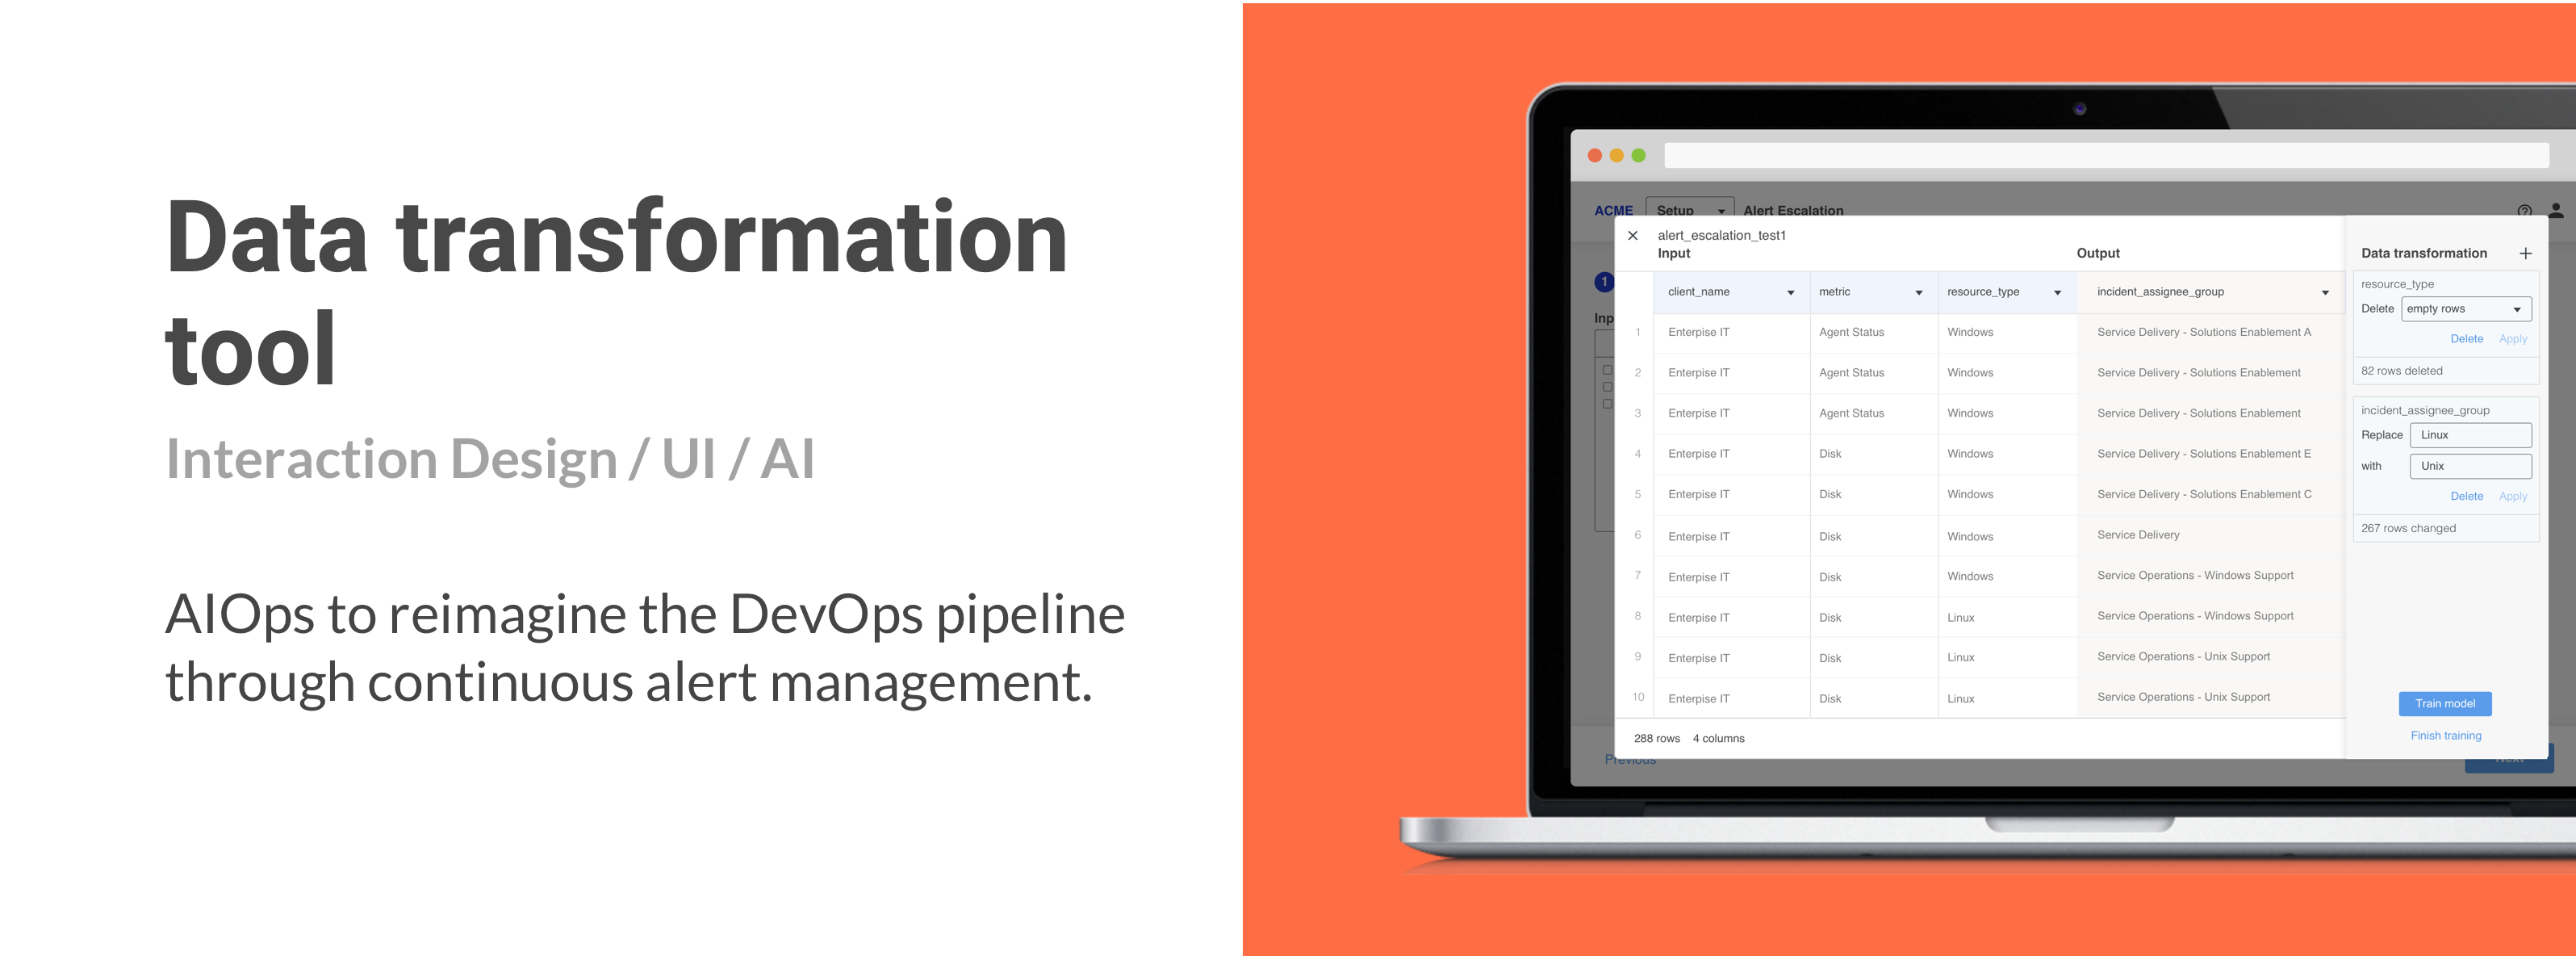 Data transformation
tool
Interaction Design / UI / AI
AIOps to reimagine the DevOps pipeline
through continuous alert management.
ACME Setup Alert Escalation
alert_escalation_test1
Input Output
client_name metric resource_type incident_assignee_group
1 Enterpise IT Agent Status Windows Service Delivery - Solutions Enablement A
2 Enterpise IT Agent Status Windows Service Delivery - Solutions Enablement
3 Enterpise IT Agent Status Windows Service Delivery - Solutions Enablement
4 Enterpise IT Disk Windows Service Delivery - Solutions Enablement E
5 Enterpise IT Disk Windows Service Delivery - Solutions Enablement C
6 Enterpise IT Disk Windows Service Delivery
7 Enterpise IT Disk Windows Service Operations - Windows Support
8 Enterpise IT Disk Linux Service Operations - Windows Support
9 Enterpise IT Disk Linux Service Operations - Unix Support
10 Enterpise IT Disk Linux Service Operations - Unix Support
288 rows 4 columns
Data transformation
resource_type
Delete empty rows
Delete Apply
82 rows deleted
incident_assignee_group
Replace Linux
with Unix
Delete Apply
267 rows changed
Train model
Finish training
1
Inp
Previous
Next